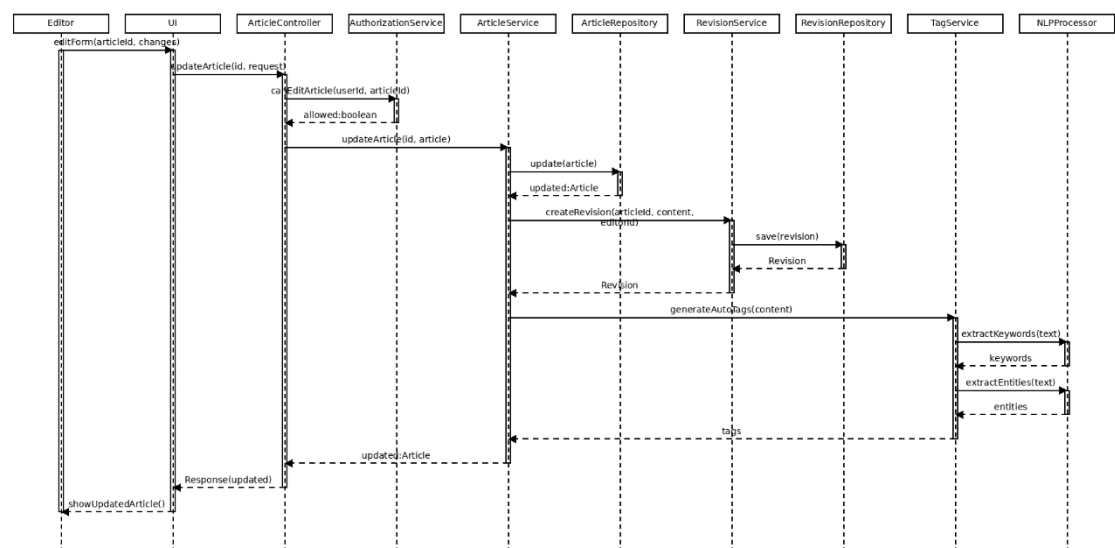 Editor
UI
ArticleController
AuthorizationService
ArticleService
ArticleRepository
RevisionService
RevisionRepository
TagService
NLPProcessor
editForm(articleId, changes)
updateArticle(id, request)
canEditArticle(userId, articleId)
allowed:boolean
updateArticle(id, article)
update(article)
updated:Article
createRevision(articleId, content,
editorId)
save(revision)
Revision
Revision
generateAutoTags(content)
extractKeywords(text)
keywords
extractEntities(text)
entities
tags
updated:Article
Response(updated)
showUpdatedArticle()